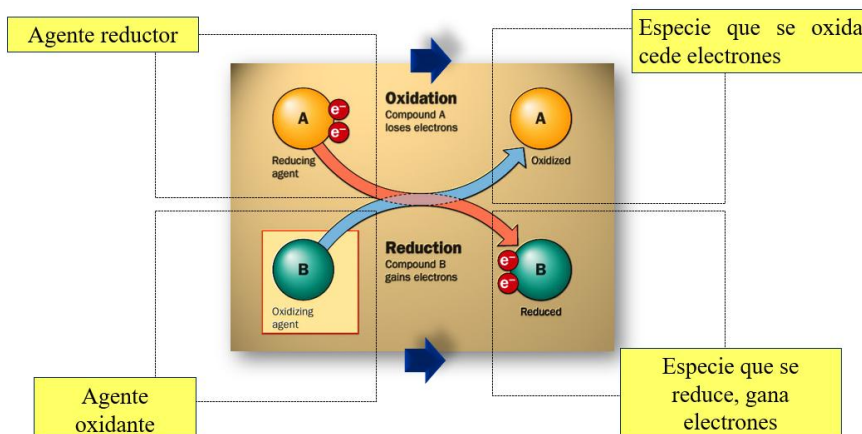 Agente reductor
Especie que se oxida
cede electrones
Oxidation
Compound A
loses electrons
A
e-
e-
Reducing
agent
A
Oxidized
Reduction
Compound B
gains electrons
B
Oxidizing
agent
e-
e-
B
Reduced
Agente
oxidante
Especie que se
reduce, gana
electrones